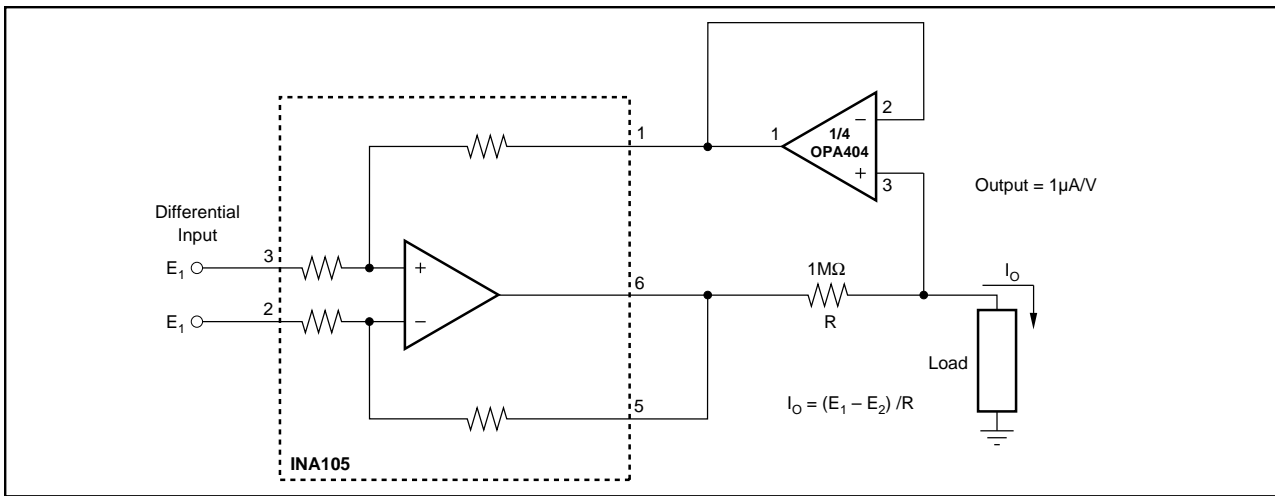 1
1
2
1/4
OPA404
−
+
3
Output = 1µA/V
Differential
Input
E1
3
+
E1
2
−
6
1MΩ
R
IO
Load
IO = (E1 – E2) /R
5
INA105